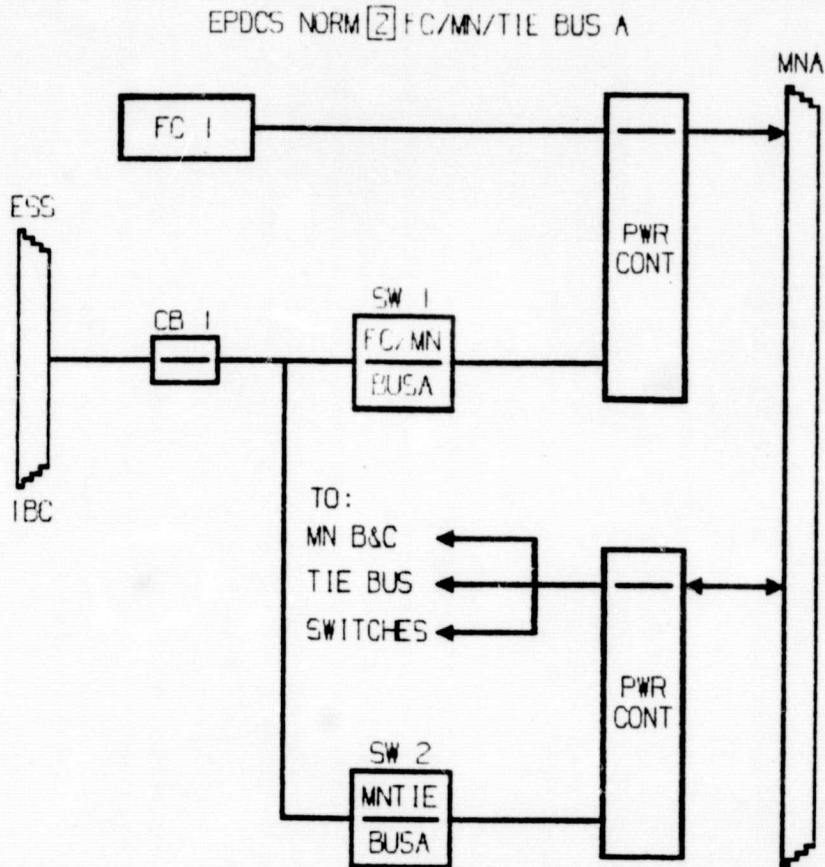 EPDCS NORM 2 FC/MN/TIE BUS A
MNA
FC 1
ESS
PWR
CONT
SW 1
CB 1
FC/MN
BUSA
1BC
TO:
MN B&C
TIE BUS
SWITCHES
PWR
CONT
SW 2
MNTIE
BUSA